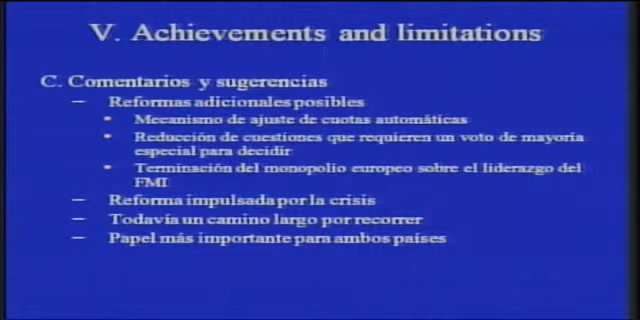 V. Achievements and limitations
C. Comentarios y sugerencias
– Reformas adicionales posibles
• Mecanismo de ajuste de cuotas automáticas
• Reducción de cuestiones que requieren un voto de mayoría
especial para decidir
• Terminación del monopolio europeo sobre el liderazgo del
FMI
– Reforma impulsada por la crisis
– Todavía un camino largo por recorrer
– Papel más importante para ambos países